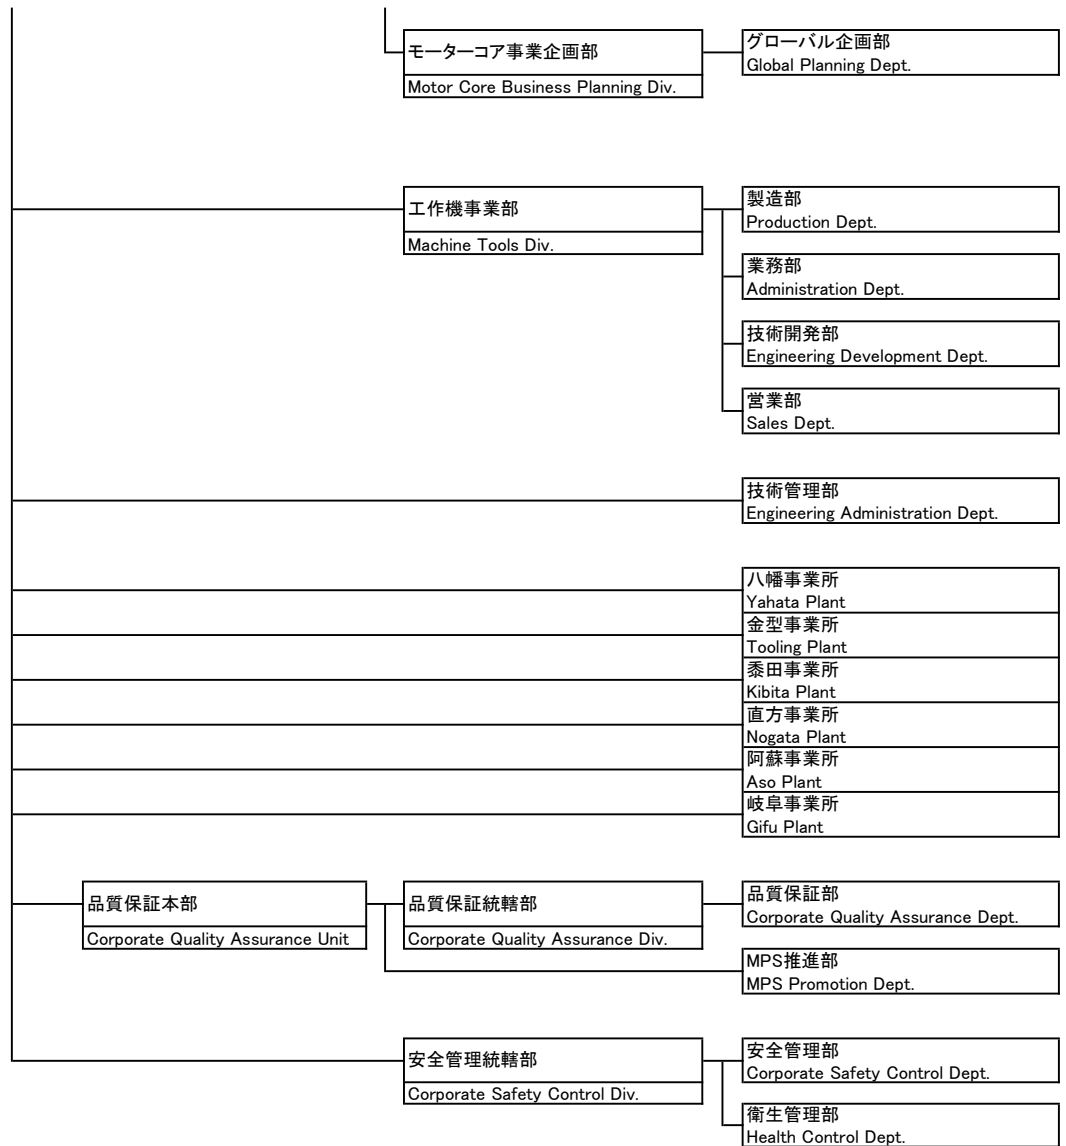 モーターコア事業企画部
Motor Core Business Planning Div.
グローバル企画部
Global Planning Dept.
工作機事業部
Machine Tools Div.
製造部
Production Dept.
業務部
Administration Dept.
技術開発部
Engineering Development Dept.
営業部
Sales Dept.
技術管理部
Engineering Administration Dept.
八幡事業所
Yahata Plant
金型事業所
Tooling Plant
黍田事業所
Kibita Plant
直方事業所
Nogata Plant
阿蘇事業所
Aso Plant
岐阜事業所
Gifu Plant
品質保証本部
Corporate Quality Assurance Unit
品質保証統轄部
Corporate Quality Assurance Div.
品質保証部
Corporate Quality Assurance Dept.
MPS推進部
MPS Promotion Dept.
安全管理統轄部
Corporate Safety Control Div.
安全管理部
Corporate Safety Control Dept.
衛生管理部
Health Control Dept.